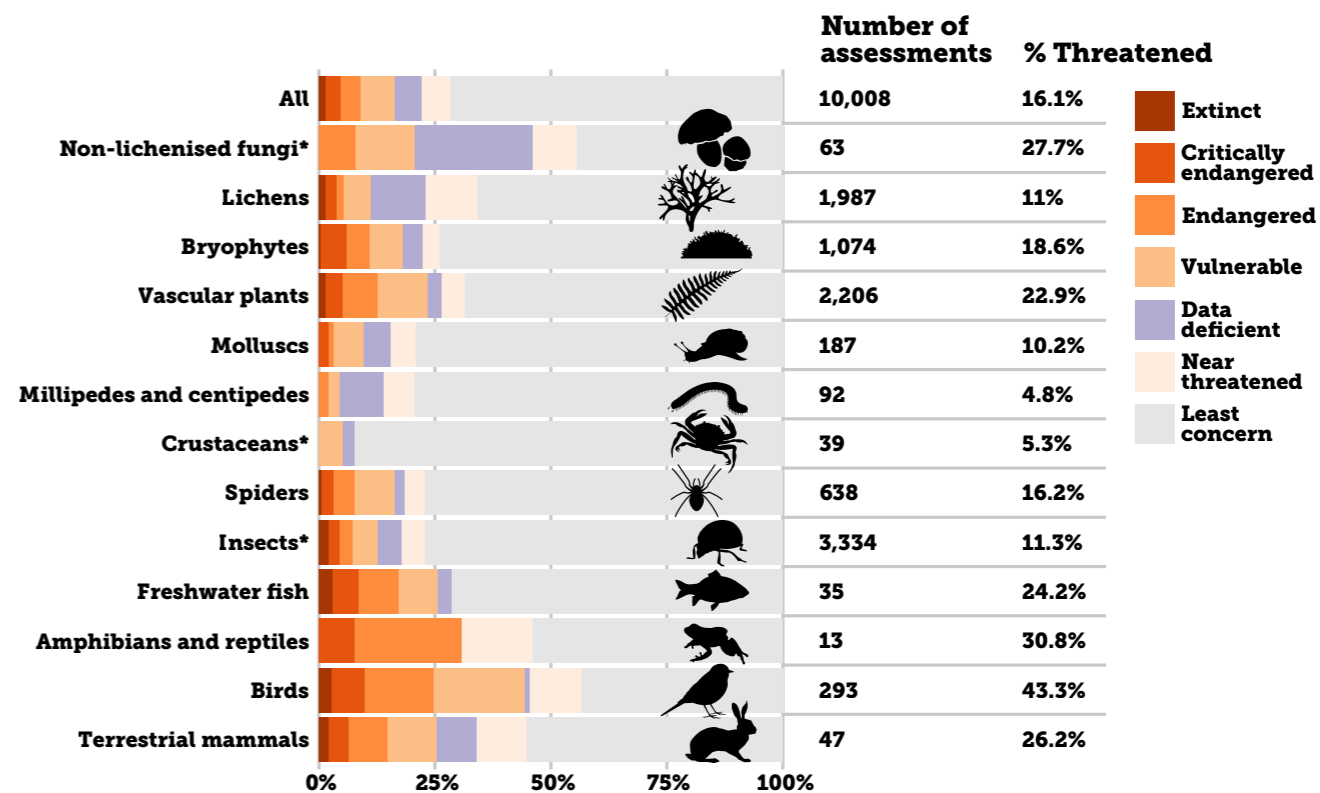 Number of
assessments
% Threatened
All
10,008
16.1%
Non-lichenised fungi*
63
27.7%
Lichens
1,987
11%
Bryophytes
1,074
18.6%
Vascular plants
2,206
22.9%
Molluscs
187
10.2%
Millipedes and centipedes
92
4.8%
Crustaceans*
39
5.3%
Spiders
638
16.2%
Insects*
3,334
11.3%
Freshwater fish
35
24.2%
Amphibians and reptiles
13
30.8%
Birds
293
43.3%
Terrestrial mammals
47
26.2%
0%
25%
50%
75%
100%
Extinct
Critically
endangered
Endangered
Vulnerable
Data
deficient
Near
threatened
Least
concern